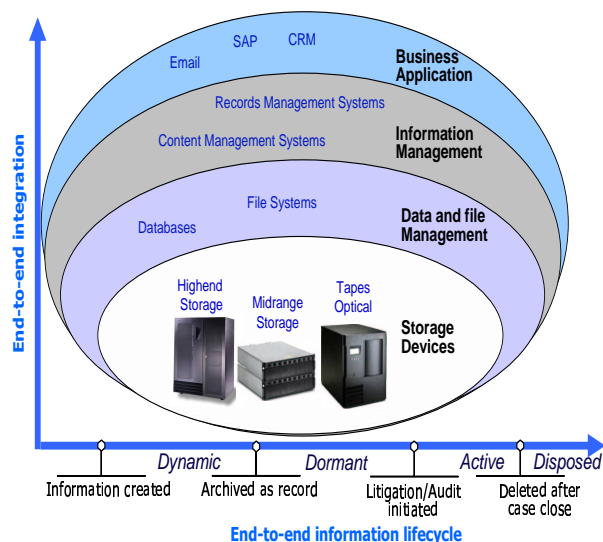 SAP
CRM
Email
Business
Application
Records Management Systems
Content Management Systems
Information
Management
File Systems
Databases
Data and file
Management
Highend
Storage
Midrange
Storage
Tapes
Optical
Storage
Devices
End-to-end integration
Dynamic
Dormant
Active
Disposed
Information created
Archived as record
Litigation/Audit
initiated
Deleted after
case close
End-to-end information lifecycle